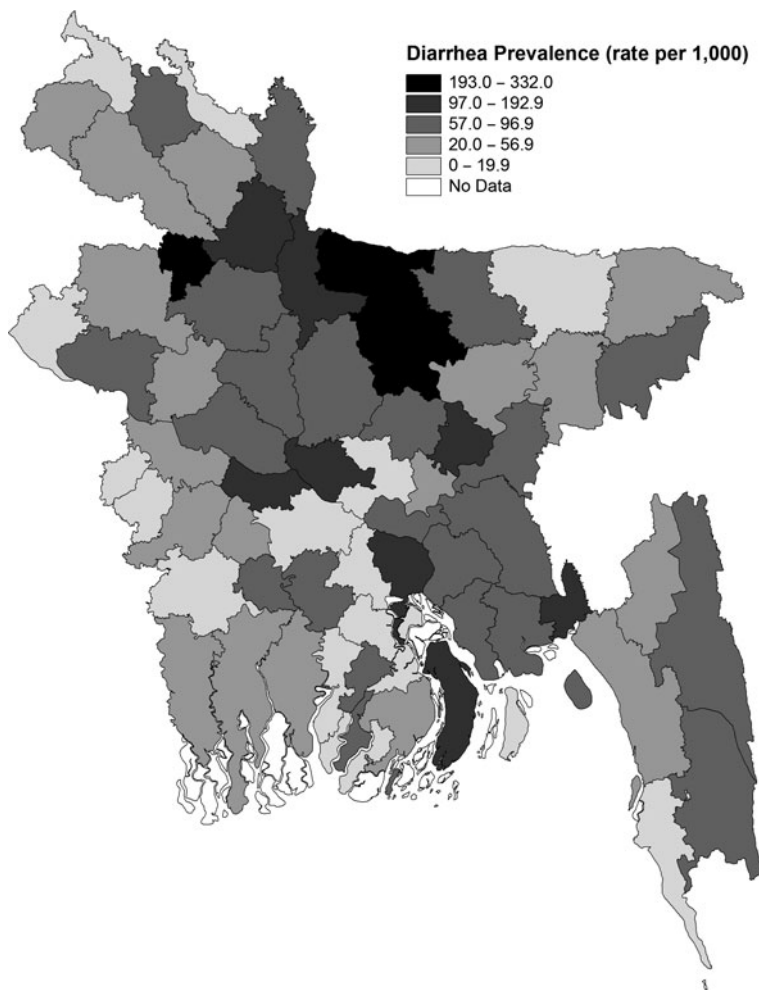 Diarrhea Prevalence (rate per 1,000)
193.0 – 332.0
97.0 – 192.9
57.0 – 96.9
20.0 – 56.9
0 – 19.9
No Data